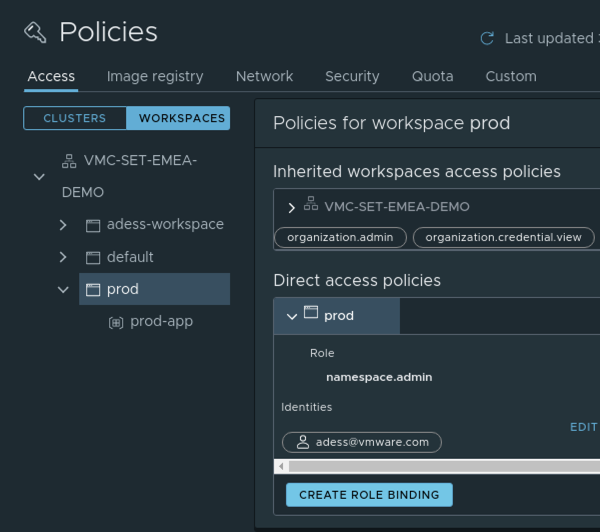 Policies
Last updated
Access Image registry Network Security Quota Custom
CLUSTERS WORKSPACES
VMC-SET-EMEA-
DEMO
adess-workspace
default
prod
prod-app
Policies for workspace prod
Inherited workspaces access policies
VMC-SET-EMEA-DEMO
organization.admin organization.credential.view
Direct access policies
prod
Role
namespace.admin
Identities
EDIT
adess@vmware.com
CREATE ROLE BINDING